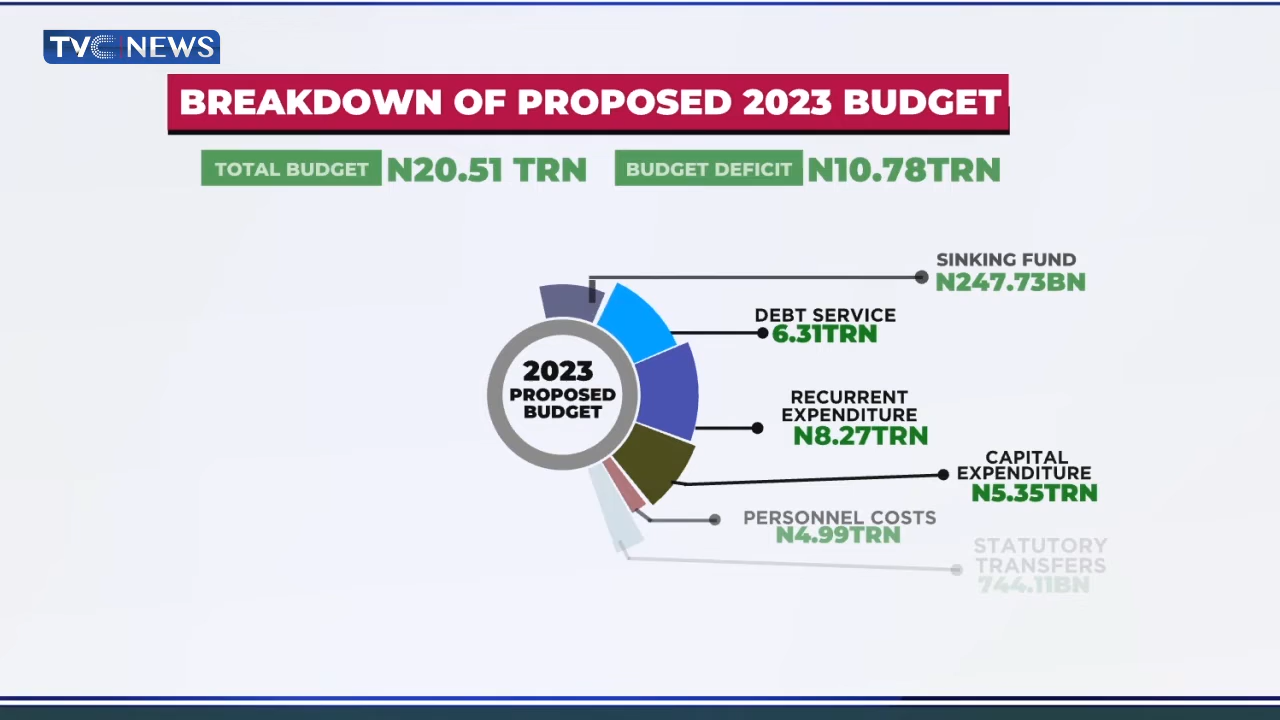 TVC NEWS
BREAKDOWN OF PROPOSED 2023 BUDGET
TOTAL BUDGET N20.51 TRN BUDGET DEFICIT N10.78TRN
SINKING FUND
N247.73BN
DEBT SERVICE
6.31TRN
2023
PROPOSED
BUDGET
RECURRENT
EXPENDITURE
N8.27TRN
CAPITAL
EXPENDITURE
N5.35TRN
PERSONNEL COSTS
N4.99TRN
STATUTORY
TRANSFERS
744.11BN